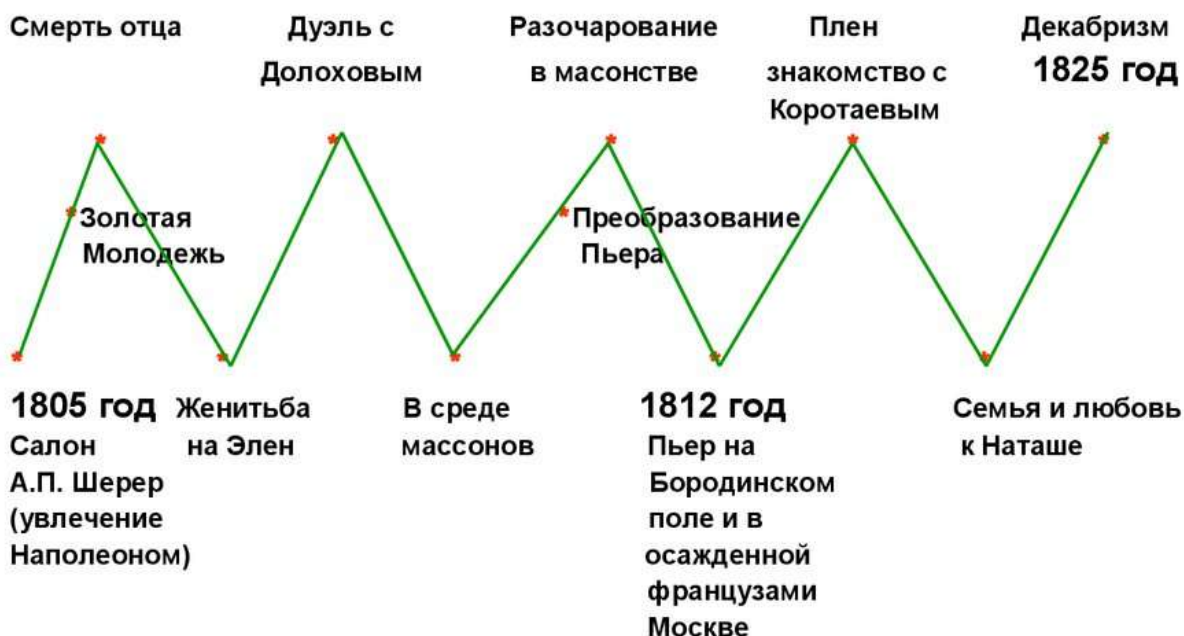 Смерть отца
Дуэль с
Долоховым
Разочарование
в масонстве
Плен
знакомство с
Коротаевым
Декабризм
1825 год
Золотая
Молодежь
Преобразование
Пьера
1805 год
Салон
А.П. Шерер
(увлечение
Наполеоном)
Женитьба
на Элен
В среде
массонов
1812 год
Пьер на
Бородинском
поле и в
осажденной
французами
Москве
Семья и любовь
к Наташе